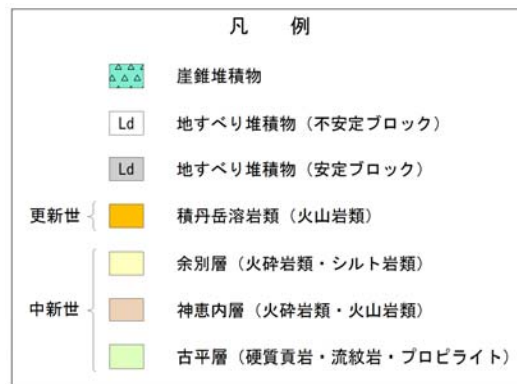 凡　例
崖錐堆積物
Ld 地すべり堆積物（不安定ブロック）
Ld 地すべり堆積物（安定ブロック）
更新世 積丹岳溶岩類（火山岩類）
余別層（火砕岩類・シルト岩類）
中新世 神恵内層（火砕岩類・火山岩類）
古平層（硬質頁岩・流紋岩・プロピライト）